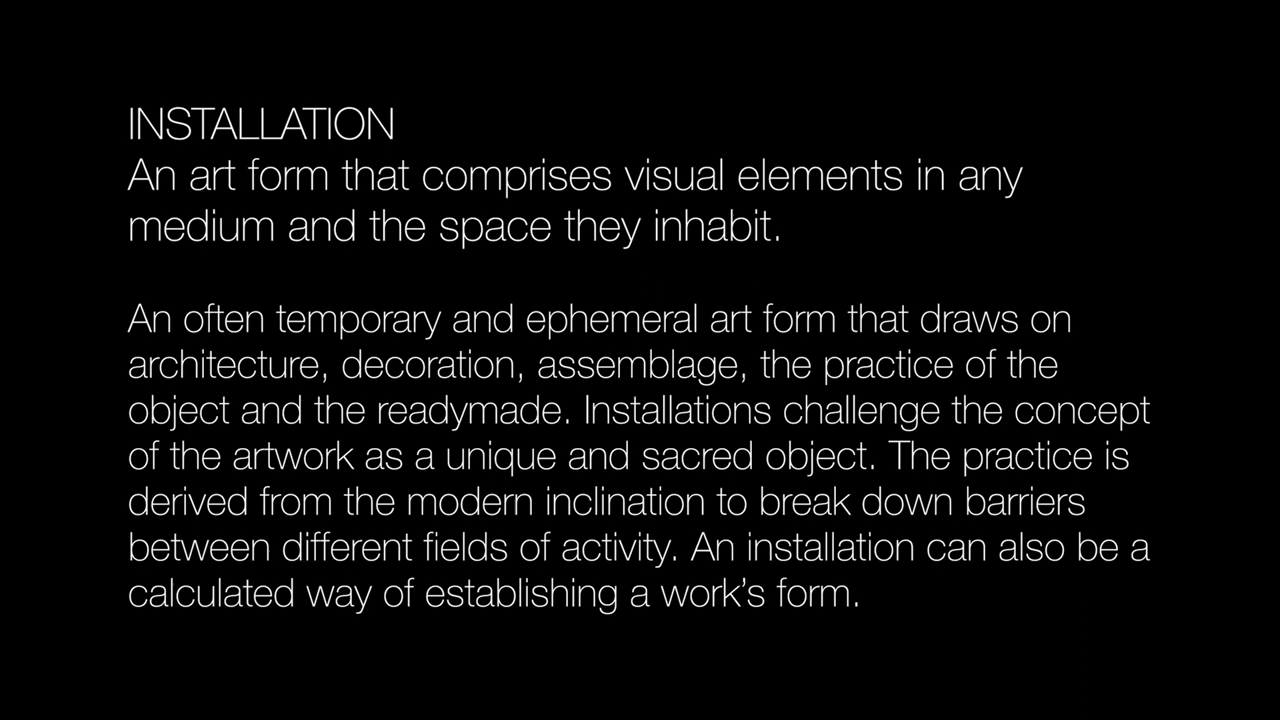 INSTALLATION
An art form that comprises visual elements in any
medium and the space they inhabit.
An often temporary and ephemeral art form that draws on
architecture, decoration, assemblage, the practice of the
object and the readymade. Installations challenge the concept
of the artwork as a unique and sacred object. The practice is
derived from the modern inclination to break down barriers
between different fields of activity. An installation can also be a
calculated way of establishing a work’s form.